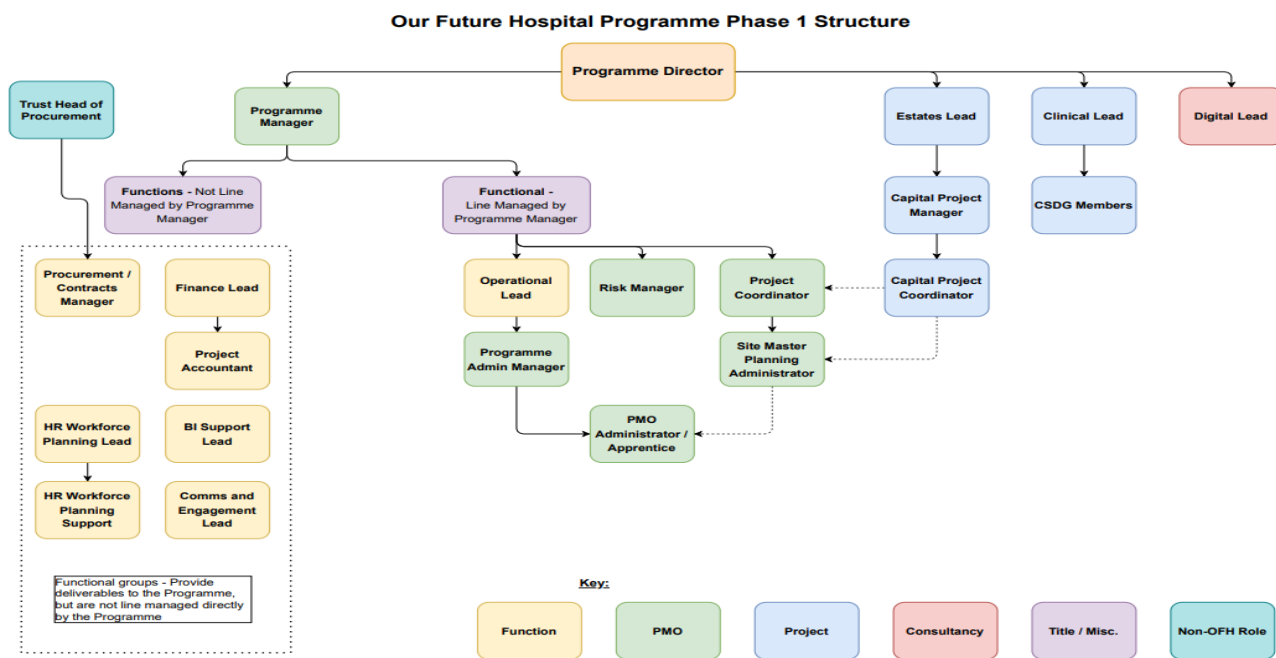 Our Future Hospital Programme Phase 1 Structure
Programme Director
Trust Head of
Procurement
Programme
Manager
Estates Lead
Clinical Lead
Digital Lead
Functions - Not Line
Managed by Programme
Manager
Functional -
Line Managed by
Programme Manager
Capital Project
Manager
CSDG Members
Procurement /
Contracts
Manager
Finance Lead
Operational
Lead
Risk Manager
Project
Coordinator
Capital Project
Coordinator
Project
Accountant
Programme
Admin Manager
Site Master
Planning
Administrator
HR Workforce
Planning Lead
BI Support
Lead
PMO
Administrator /
Apprentice
HR Workforce
Planning
Support
Comms and
Engagement
Lead
Functional groups - Provide
deliverables to the Programme,
but are not line managed directly
by the Programme
Key:
Function
PMO
Project
Consultancy
Title / Misc.
Non-OFH Role